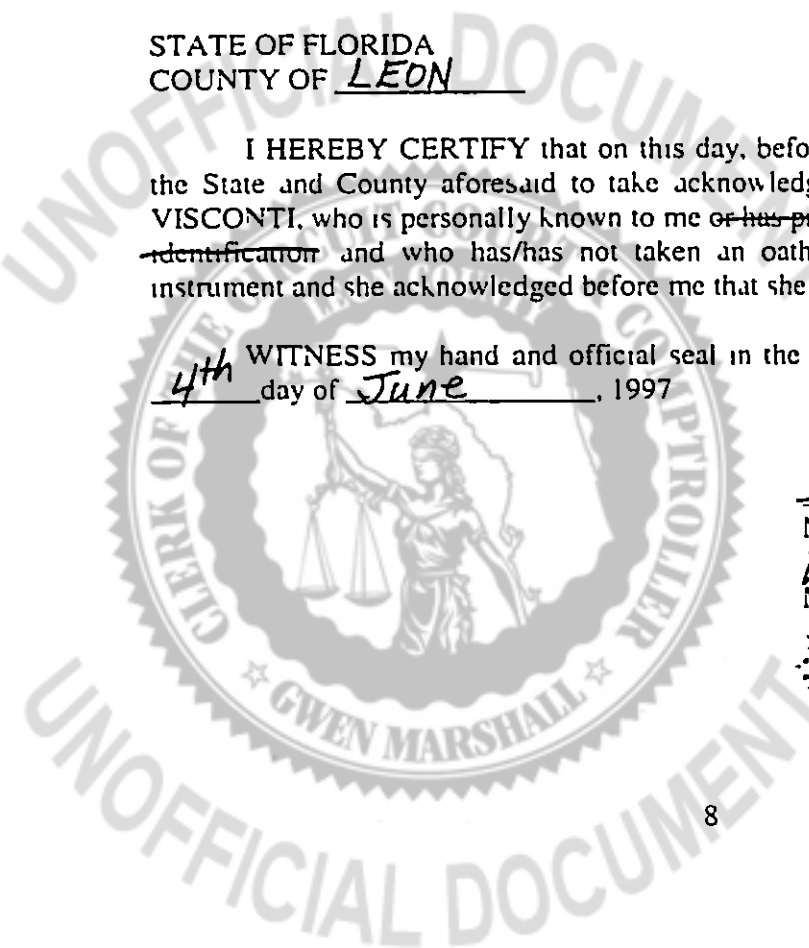 STATE OF FLORIDA
COUNTY OF LEON
I HEREBY CERTIFY that on this day, befo
the State and County aforesaid to take acknowled
VISCONTI, who is personally known to me or has p
identification and who has/has not taken an oath
instrument and she acknowledged before me that she
WITNESS my hand and official seal in the
4th day of June, 1997
8
UNOFFICIAL DOCUMENT
CLERK OF THE CIRCUIT COURT & COMPTROLLER
LEON COUNTY
GWEN MARSHALL
UNOFFICIAL DOCUMENT